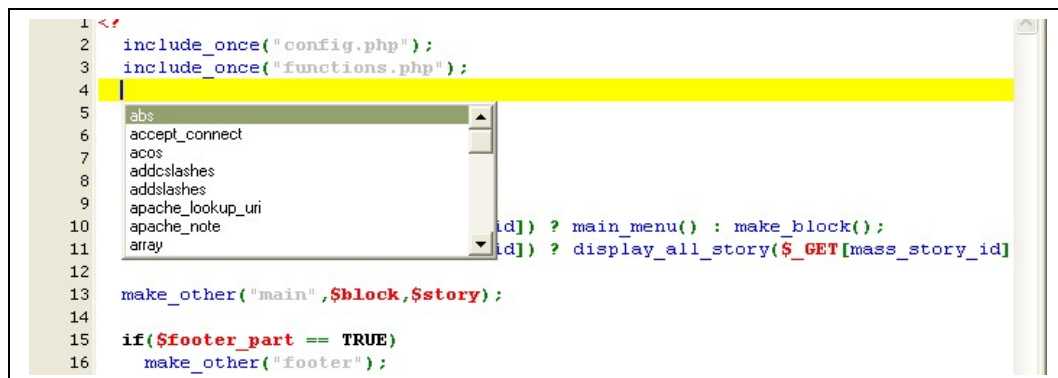 1 <?
2 include_once("config.php");
3 include_once("functions.php");
4
5
abs
6
accept_connect
7
acos
addcslashes
8
addslashes
9
apache_lookup_uri
10 apache_note id]) ? main_menu() : make_block();
11 array id]) ? display_all_story($_GET[mass_story_id]
12
13 make_other("main",$block,$story);
14
15 if($footer_part == TRUE)
16 make_other("footer");